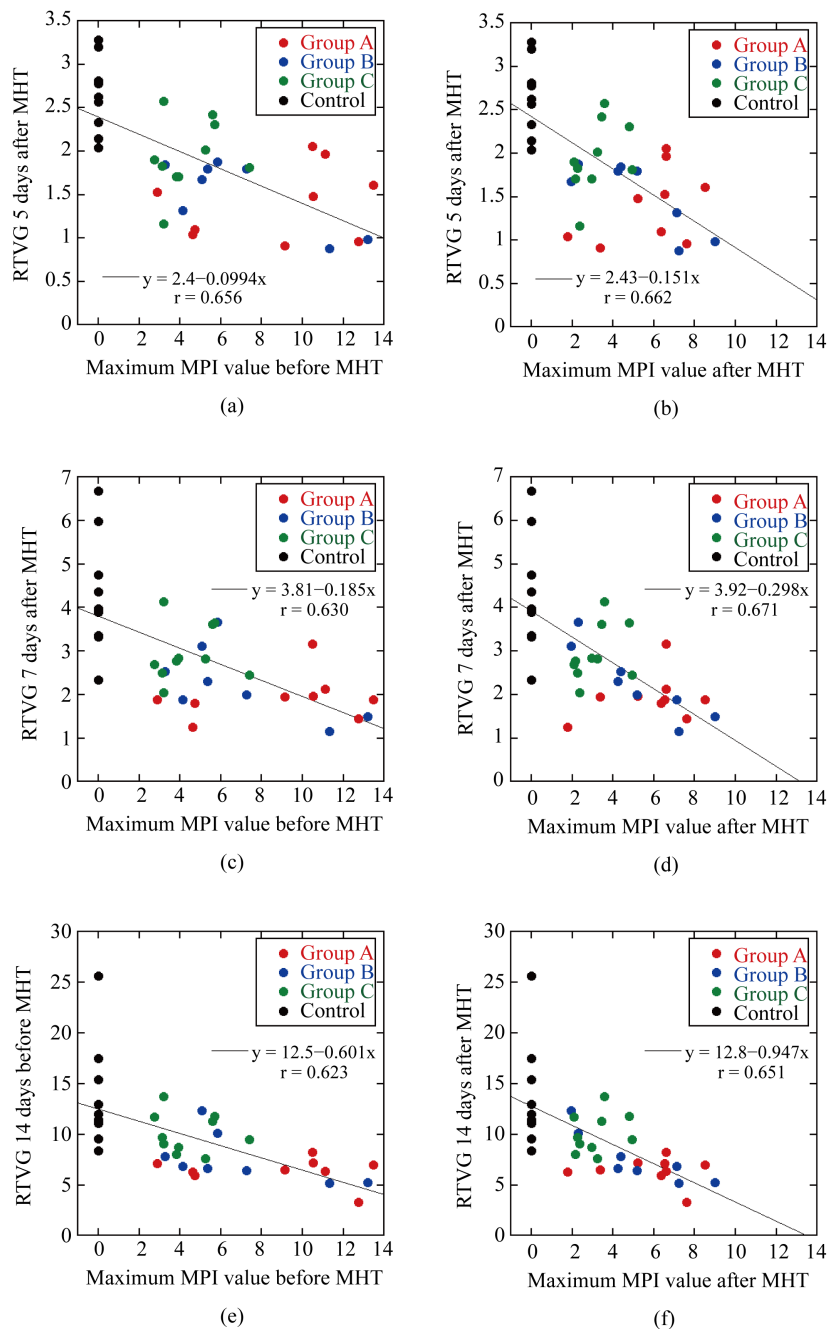 3.5
3
2.5
2
1.5
1
0.5
0
RTVG 5 days after MHT
Group A
Group B
Group C
Control
y = 2.4−0.0994x
r = 0.656
0 2 4 6 8 10 12 14
Maximum MPI value before MHT
(a)
3.5
3
2.5
2
1.5
1
0.5
0
RTVG 5 days after MHT
Group A
Group B
Group C
Control
y = 2.43−0.151x
r = 0.662
0 2 4 6 8 10 12 14
Maximum MPI value after MHT
(b)
7
6
5
4
3
2
1
0
RTVG 7 days after MHT
Group A
Group B
Group C
Control
y = 3.81−0.185x
r = 0.630
0 2 4 6 8 10 12 14
Maximum MPI value before MHT
(c)
7
6
5
4
3
2
1
0
RTVG 7 days after MHT
Group A
Group B
Group C
Control
y = 3.92−0.298x
r = 0.671
0 2 4 6 8 10 12 14
Maximum MPI value after MHT
(d)
30
25
20
15
10
5
0
RTVG 14 days before MHT
Group A
Group B
Group C
Control
y = 12.5−0.601x
r = 0.623
0 2 4 6 8 10 12 14
Maximum MPI value before MHT
(e)
30
25
20
15
10
5
0
RTVG 14 days after MHT
Group A
Group B
Group C
Control
y = 12.8−0.947x
r = 0.651
0 2 4 6 8 10 12 14
Maximum MPI value after MHT
(f)